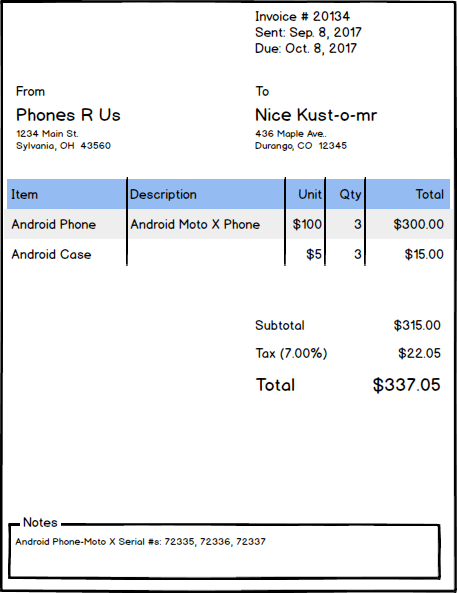 Invoice # 20134
Sent: Sep. 8, 2017
Due: Oct. 8, 2017
From
To
Phones R Us
Nice Kust-o-mr
1234 Main St.
436 Maple Ave..
Sylvania, OH 43560
Durango, CO 12345
Item Description Unit Qty Total
Android Phone Android Moto X Phone $100 3 $300.00
Android Case $5 3 $15.00
Subtotal $315.00
Tax (7.00%) $22.05
Total $337.05
Notes
Android Phone-Moto X Serial #s: 72335, 72336, 72337